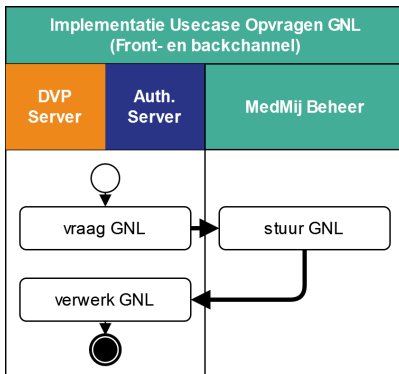 Implementatie Usecase Opvragen GNL
(Front- en backchannel)
DVP
Server
Auth.
Server
MedMij Beheer
vraag GNL
stuur GNL
verwerk GNL